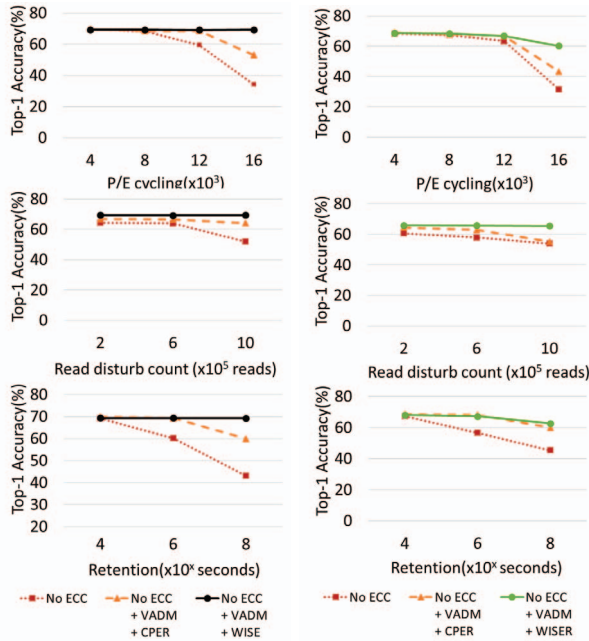 Top-1 Accuracy(%)
80
60
40
20
0
4 8 12 16
P/E cycling(x10³)
Top-1 Accuracy(%)
80
60
40
20
0
4 8 12 16
P/E cycling(x10³)
Top-1 Accuracy(%)
80
60
40
20
0
2 6 10
Read disturb count (x10⁵ reads)
Top-1 Accuracy(%)
80
60
40
20
0
2 6 10
Read disturb count (x10⁵ reads)
Top-1 Accuracy(%)
80
70
60
50
40
30
20
4 6 8
Retention(x10ˣ seconds)
Top-1 Accuracy(%)
80
60
40
20
0
4 6 8
Retention(x10ˣ seconds)
No ECC
No ECC
+ VADM
+ CPER
No ECC
+ VADM
+ WISE
No ECC
No ECC
+ VADM
+ CPER
No ECC
+ VADM
+ WISER